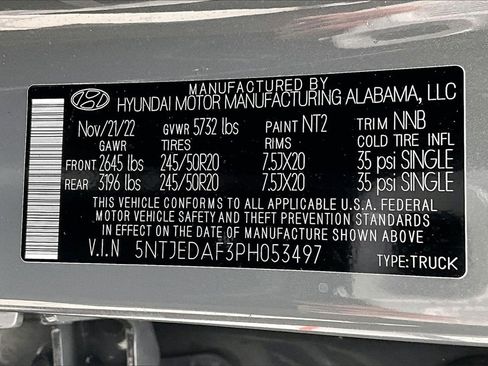 MANUFACTURED BY
HYUNDAI MOTOR MANUFACTURING ALABAMA, LLC
Nov/21/22 GVWR 5732 lbs PAINT NT2 TRIM NNB
GAWR TIRES RIMS COLD TIRE INFL
FRONT 2645 lbs 245/50R20 7.5JX20 35 psi SINGLE
REAR 3196 lbs 245/50R20 7.5JX20 35 psi SINGLE
THIS VEHICLE CONFORMS TO ALL APPLICABLE U.S.A. FEDERAL
MOTOR VEHICLE SAFETY AND THEFT PREVENTION STANDARDS
IN EFFECT ON THE DATE OF MANUFACTURE SHOWN ABOVE.
V.I.N 5NTJEDAF3PH053497
TYPE:TRUCK